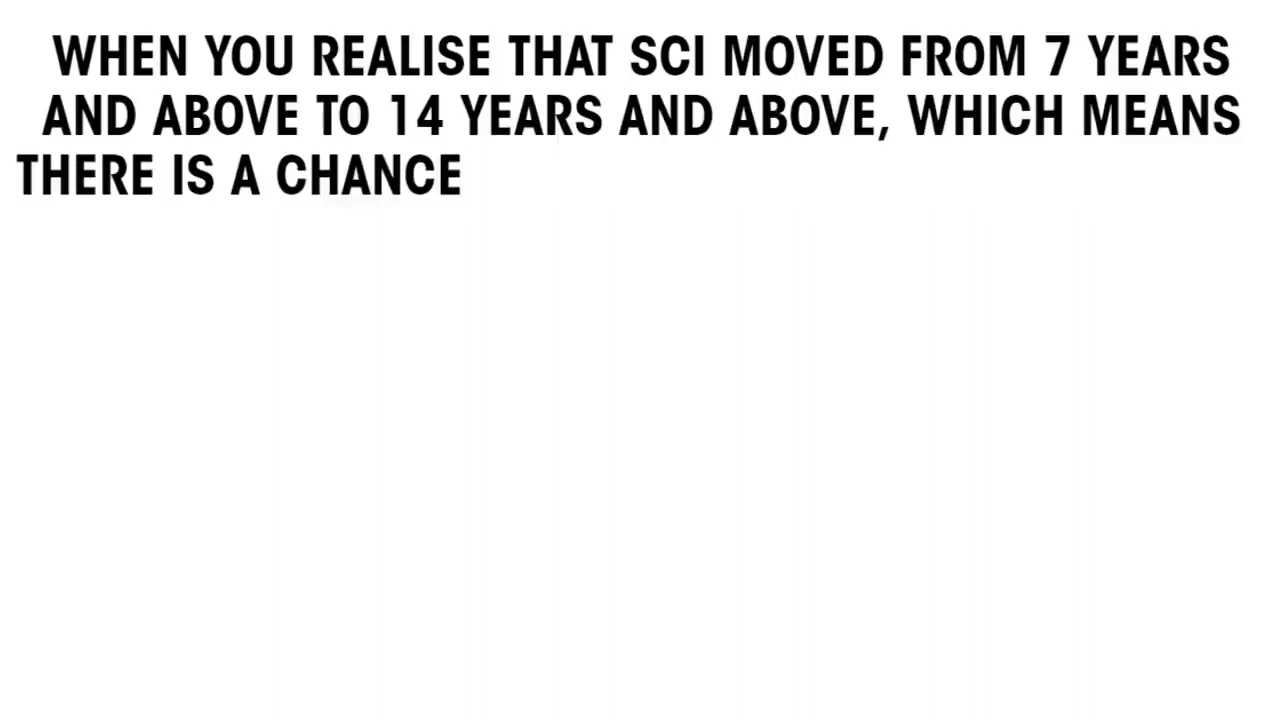 WHEN YOU REALISE THAT SCI MOVED FROM 7 YEARS
AND ABOVE TO 14 YEARS AND ABOVE, WHICH MEANS
THERE IS A CHANCE